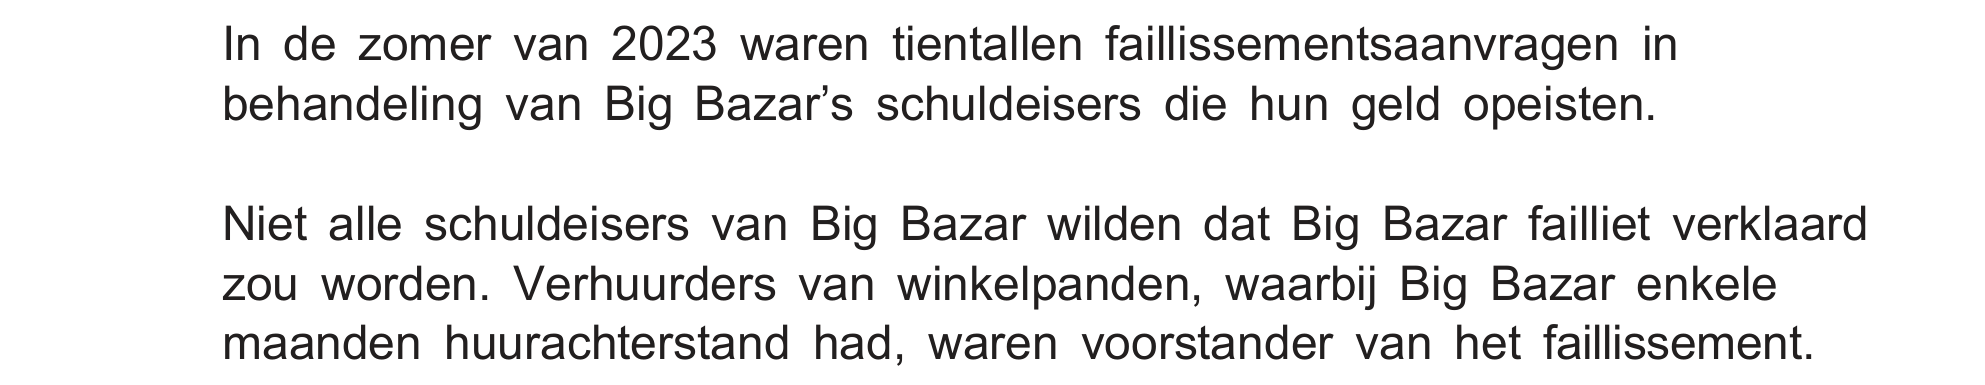 In de zomer van 2023 waren tientallen faillissementsaanvragen in
behandeling van Big Bazar’s schuldeisers die hun geld opeisten.
Niet alle schuldeisers van Big Bazar wilden dat Big Bazar failliet verklaard
zou worden. Verhuurders van winkelpanden, waarbij Big Bazar enkele
maanden huurachterstand had, waren voorstander van het faillissement.